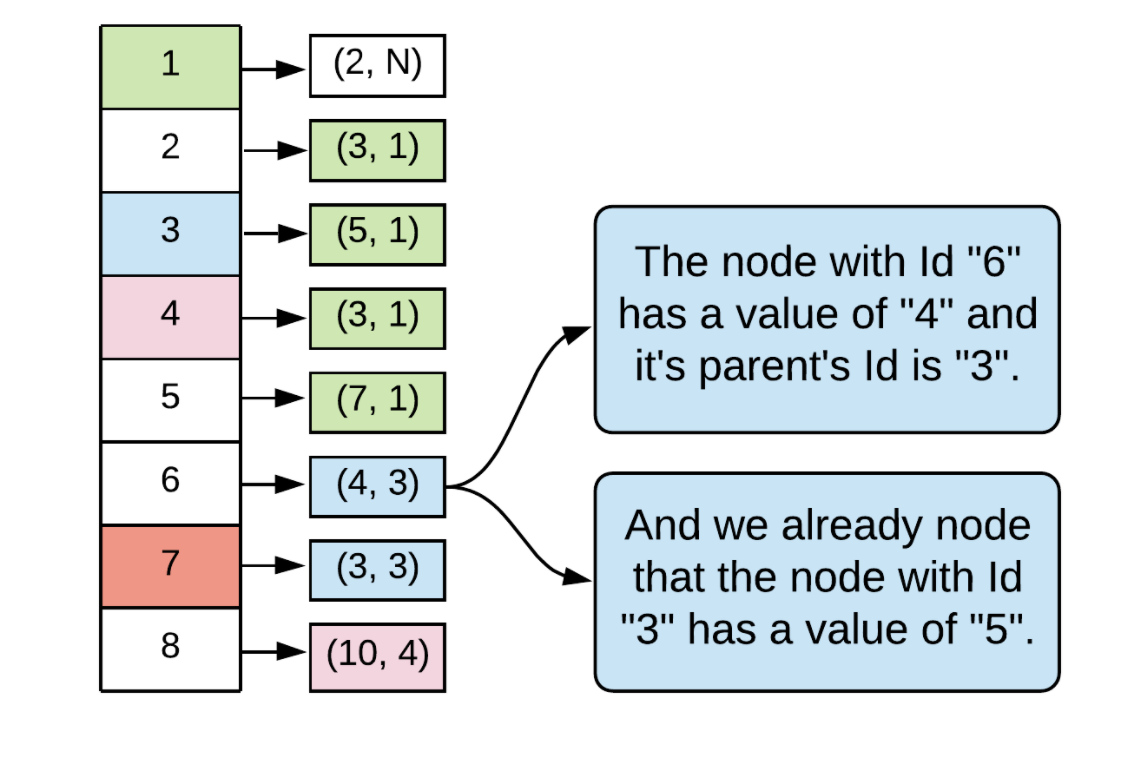 1 (2, N)
2 (3, 1)
3 (5, 1)
4 (3, 1)
5 (7, 1)
6 (4, 3)
7 (3, 3)
8 (10, 4)
The node with Id "6"
has a value of "4" and
it's parent's Id is "3".
And we already node
that the node with Id
"3" has a value of "5".